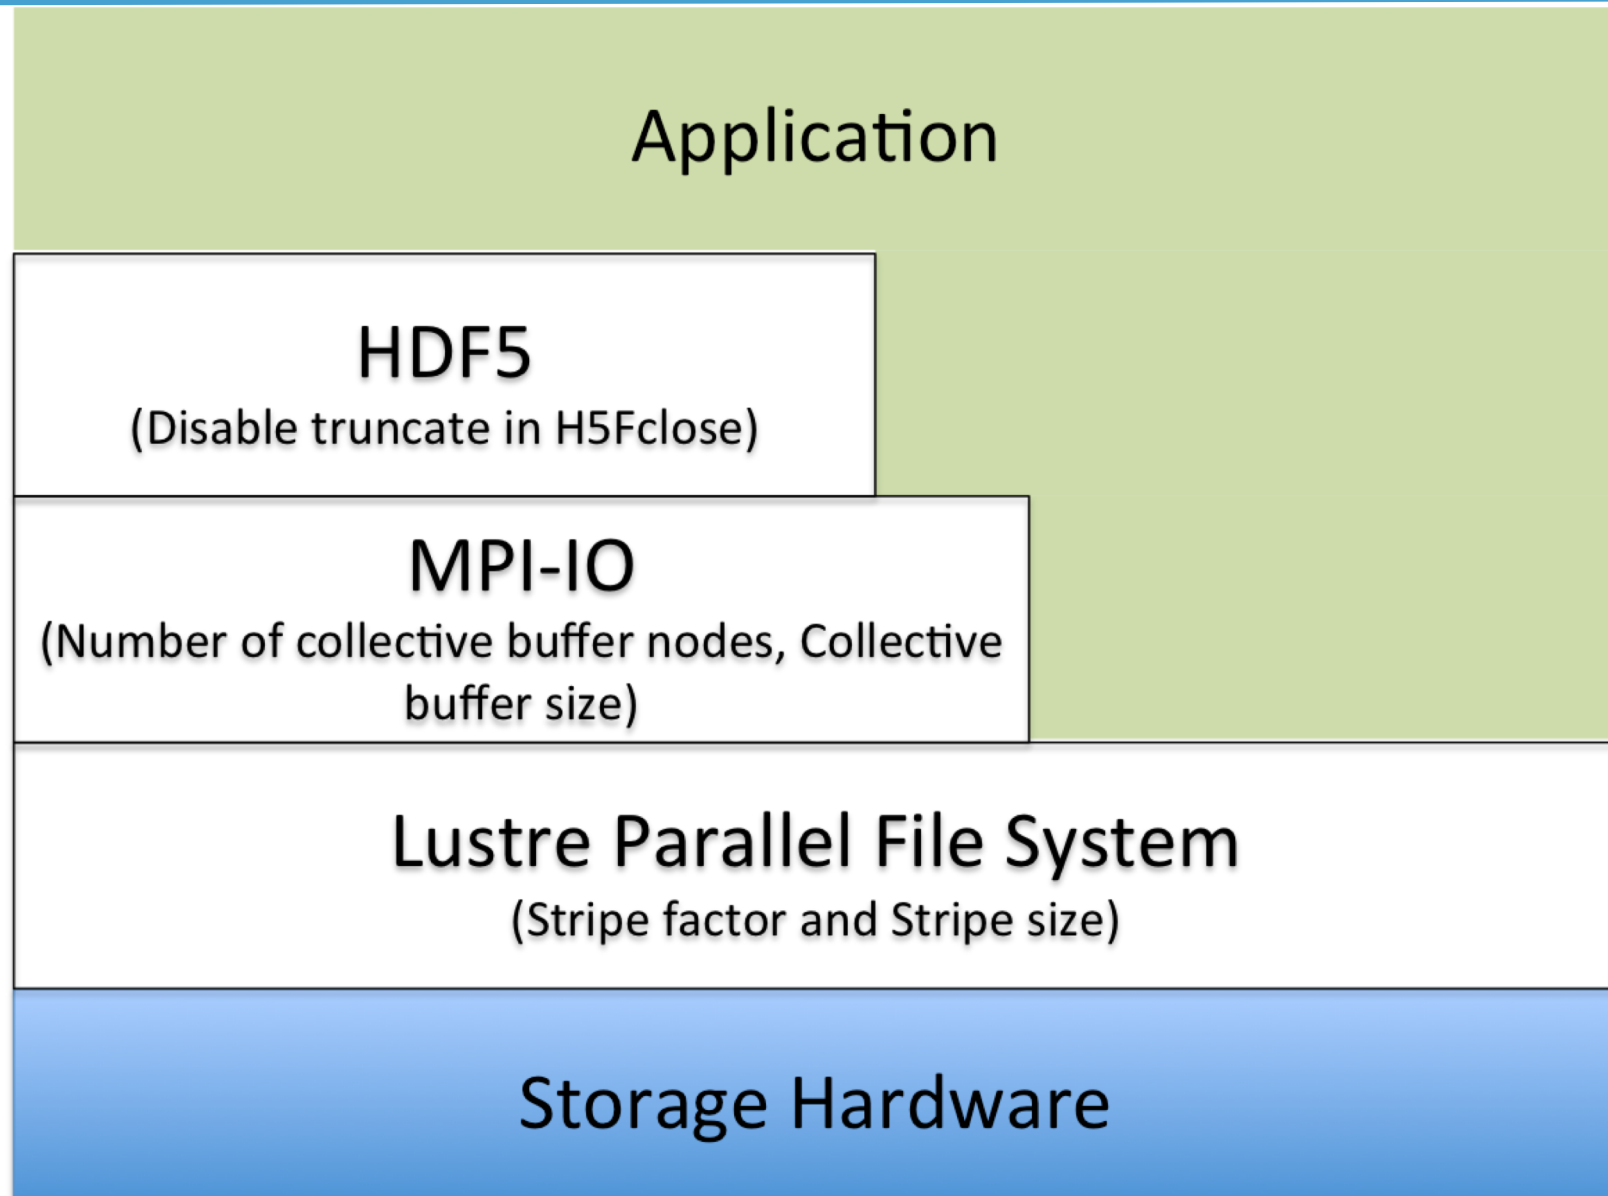 Application
HDF5
(Disable truncate in H5Fclose)
MPI-IO
(Number of collective buffer nodes, Collective
buffer size)
Lustre Parallel File System
(Stripe factor and Stripe size)
Storage Hardware